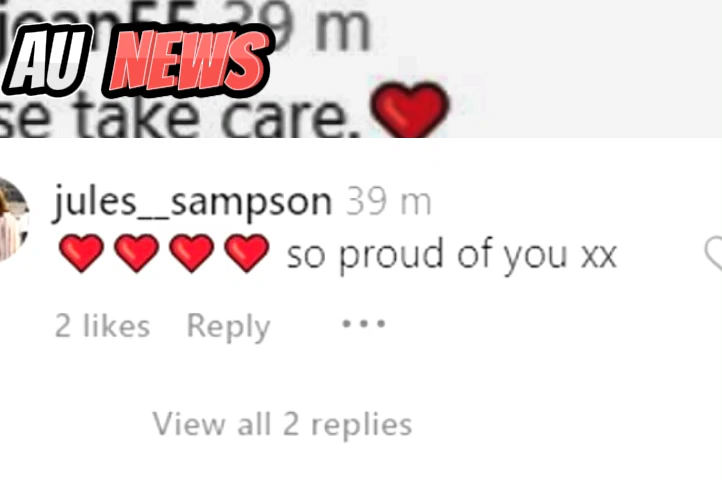 39 m
AU NEWS
se take care.❤️
jules__sampson 39 m
❤️❤️❤️❤️ so proud of you xx
2 likes Reply •••
View all 2 replies